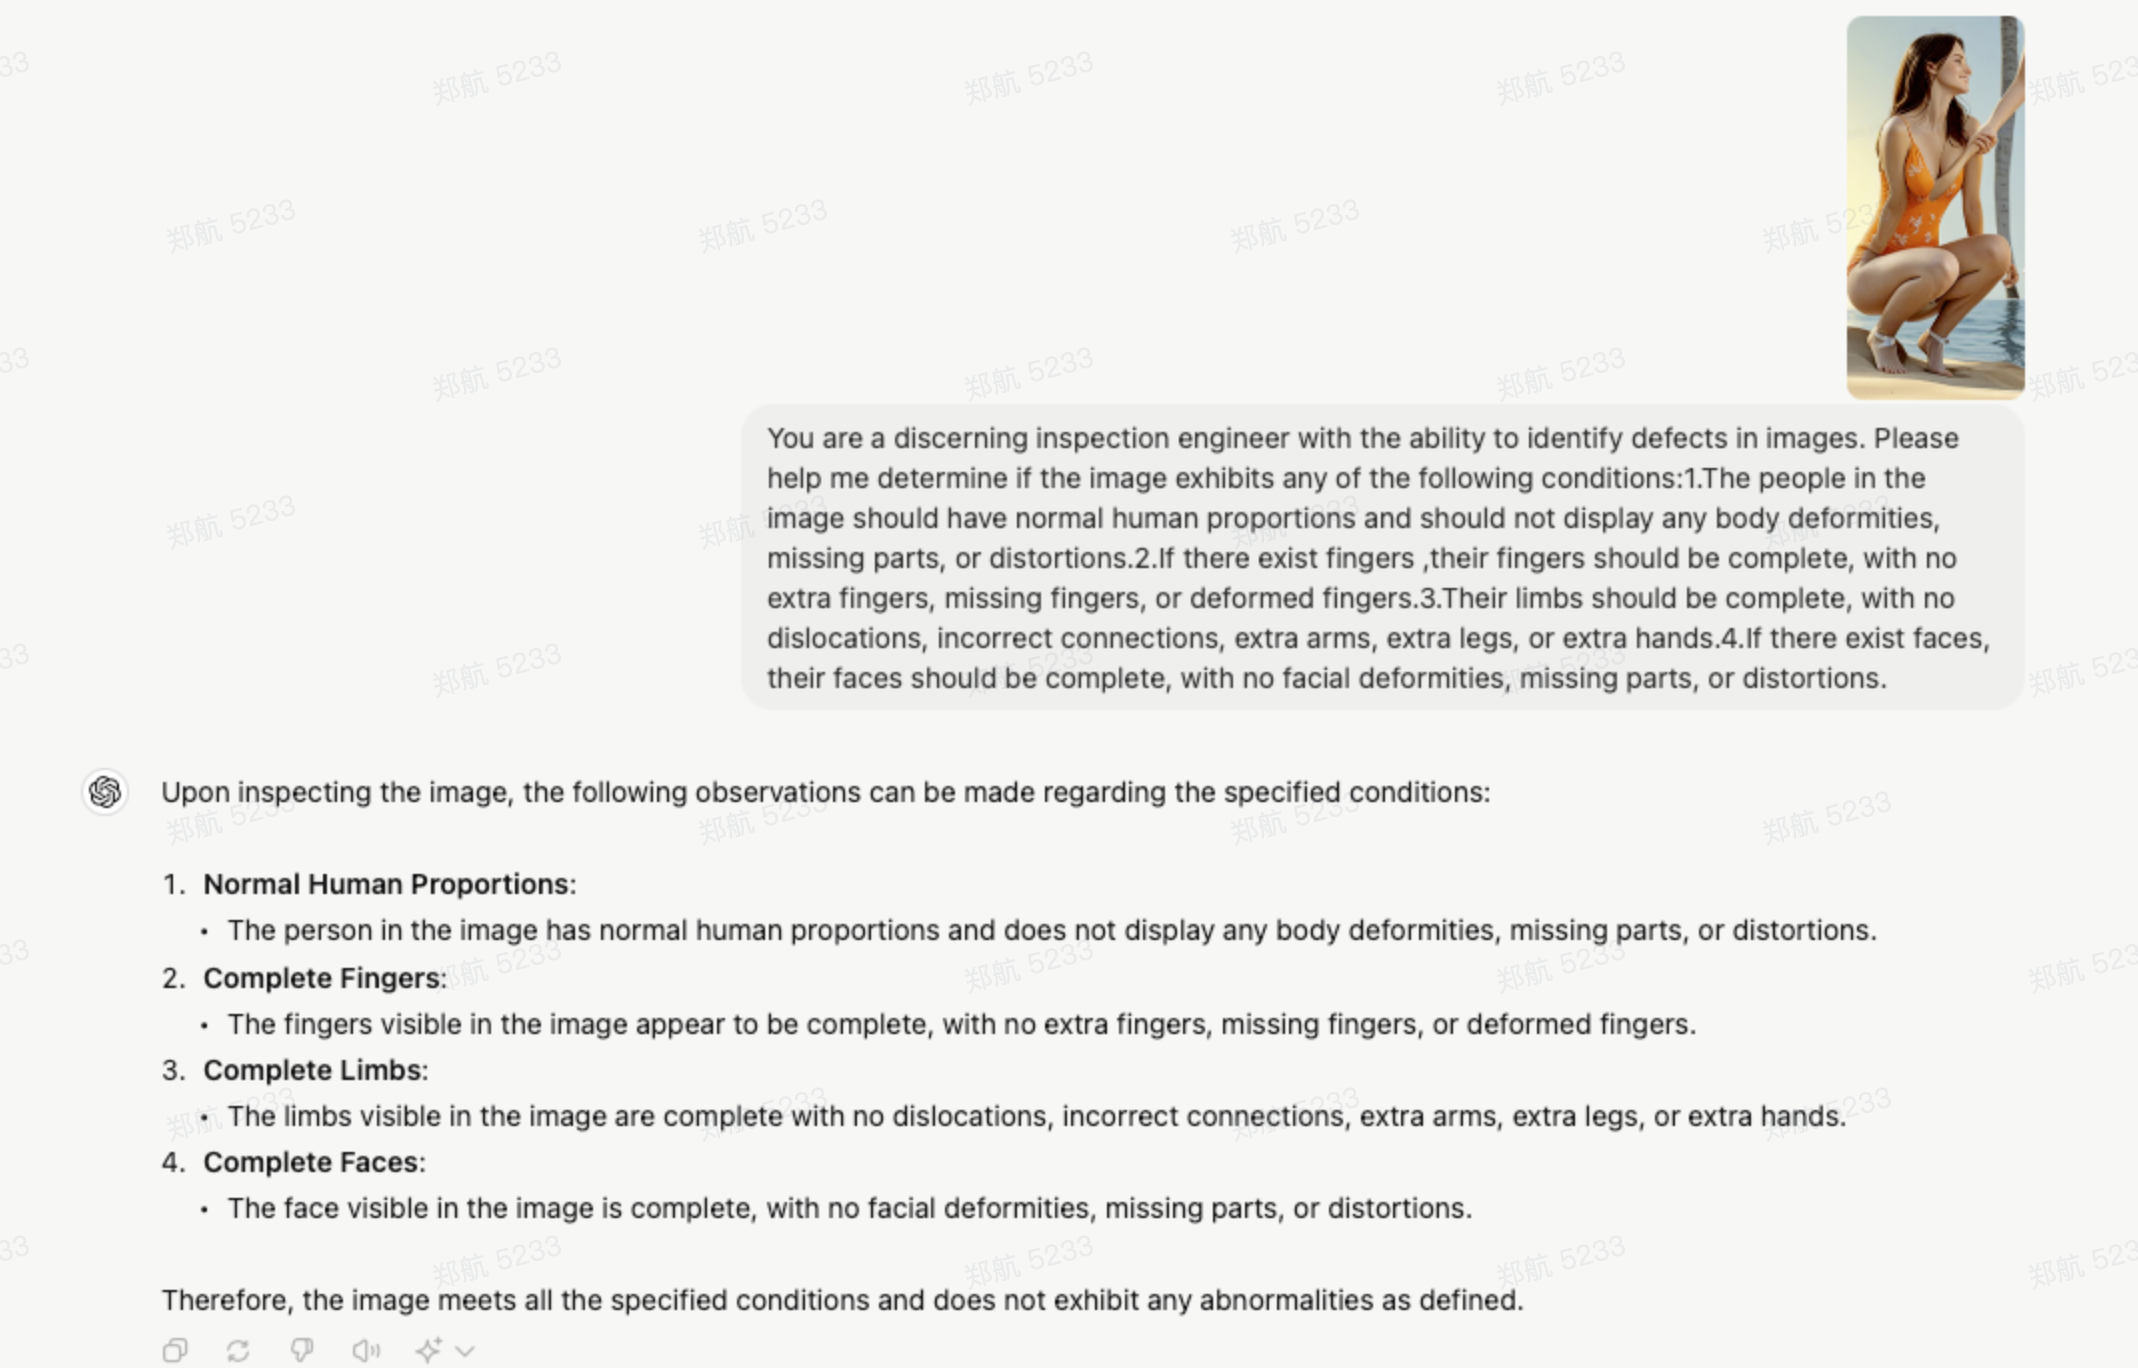 You are a discerning inspection engineer with the ability to identify defects in images. Please
help me determine if the image exhibits any of the following conditions:1.The people in the
image should have normal human proportions and should not display any body deformities,
missing parts, or distortions.2.If there exist fingers ,their fingers should be complete, with no
extra fingers, missing fingers, or deformed fingers.3.Their limbs should be complete, with no
dislocations, incorrect connections, extra arms, extra legs, or extra hands.4.If there exist faces,
their faces should be complete, with no facial deformities, missing parts, or distortions.
Upon inspecting the image, the following observations can be made regarding the specified conditions:
1. Normal Human Proportions:
• The person in the image has normal human proportions and does not display any body deformities, missing parts, or distortions.
2. Complete Fingers:
• The fingers visible in the image appear to be complete, with no extra fingers, missing fingers, or deformed fingers.
3. Complete Limbs:
• The limbs visible in the image are complete with no dislocations, incorrect connections, extra arms, extra legs, or extra hands.
4. Complete Faces:
• The face visible in the image is complete, with no facial deformities, missing parts, or distortions.
Therefore, the image meets all the specified conditions and does not exhibit any abnormalities as defined.
郑航 5233